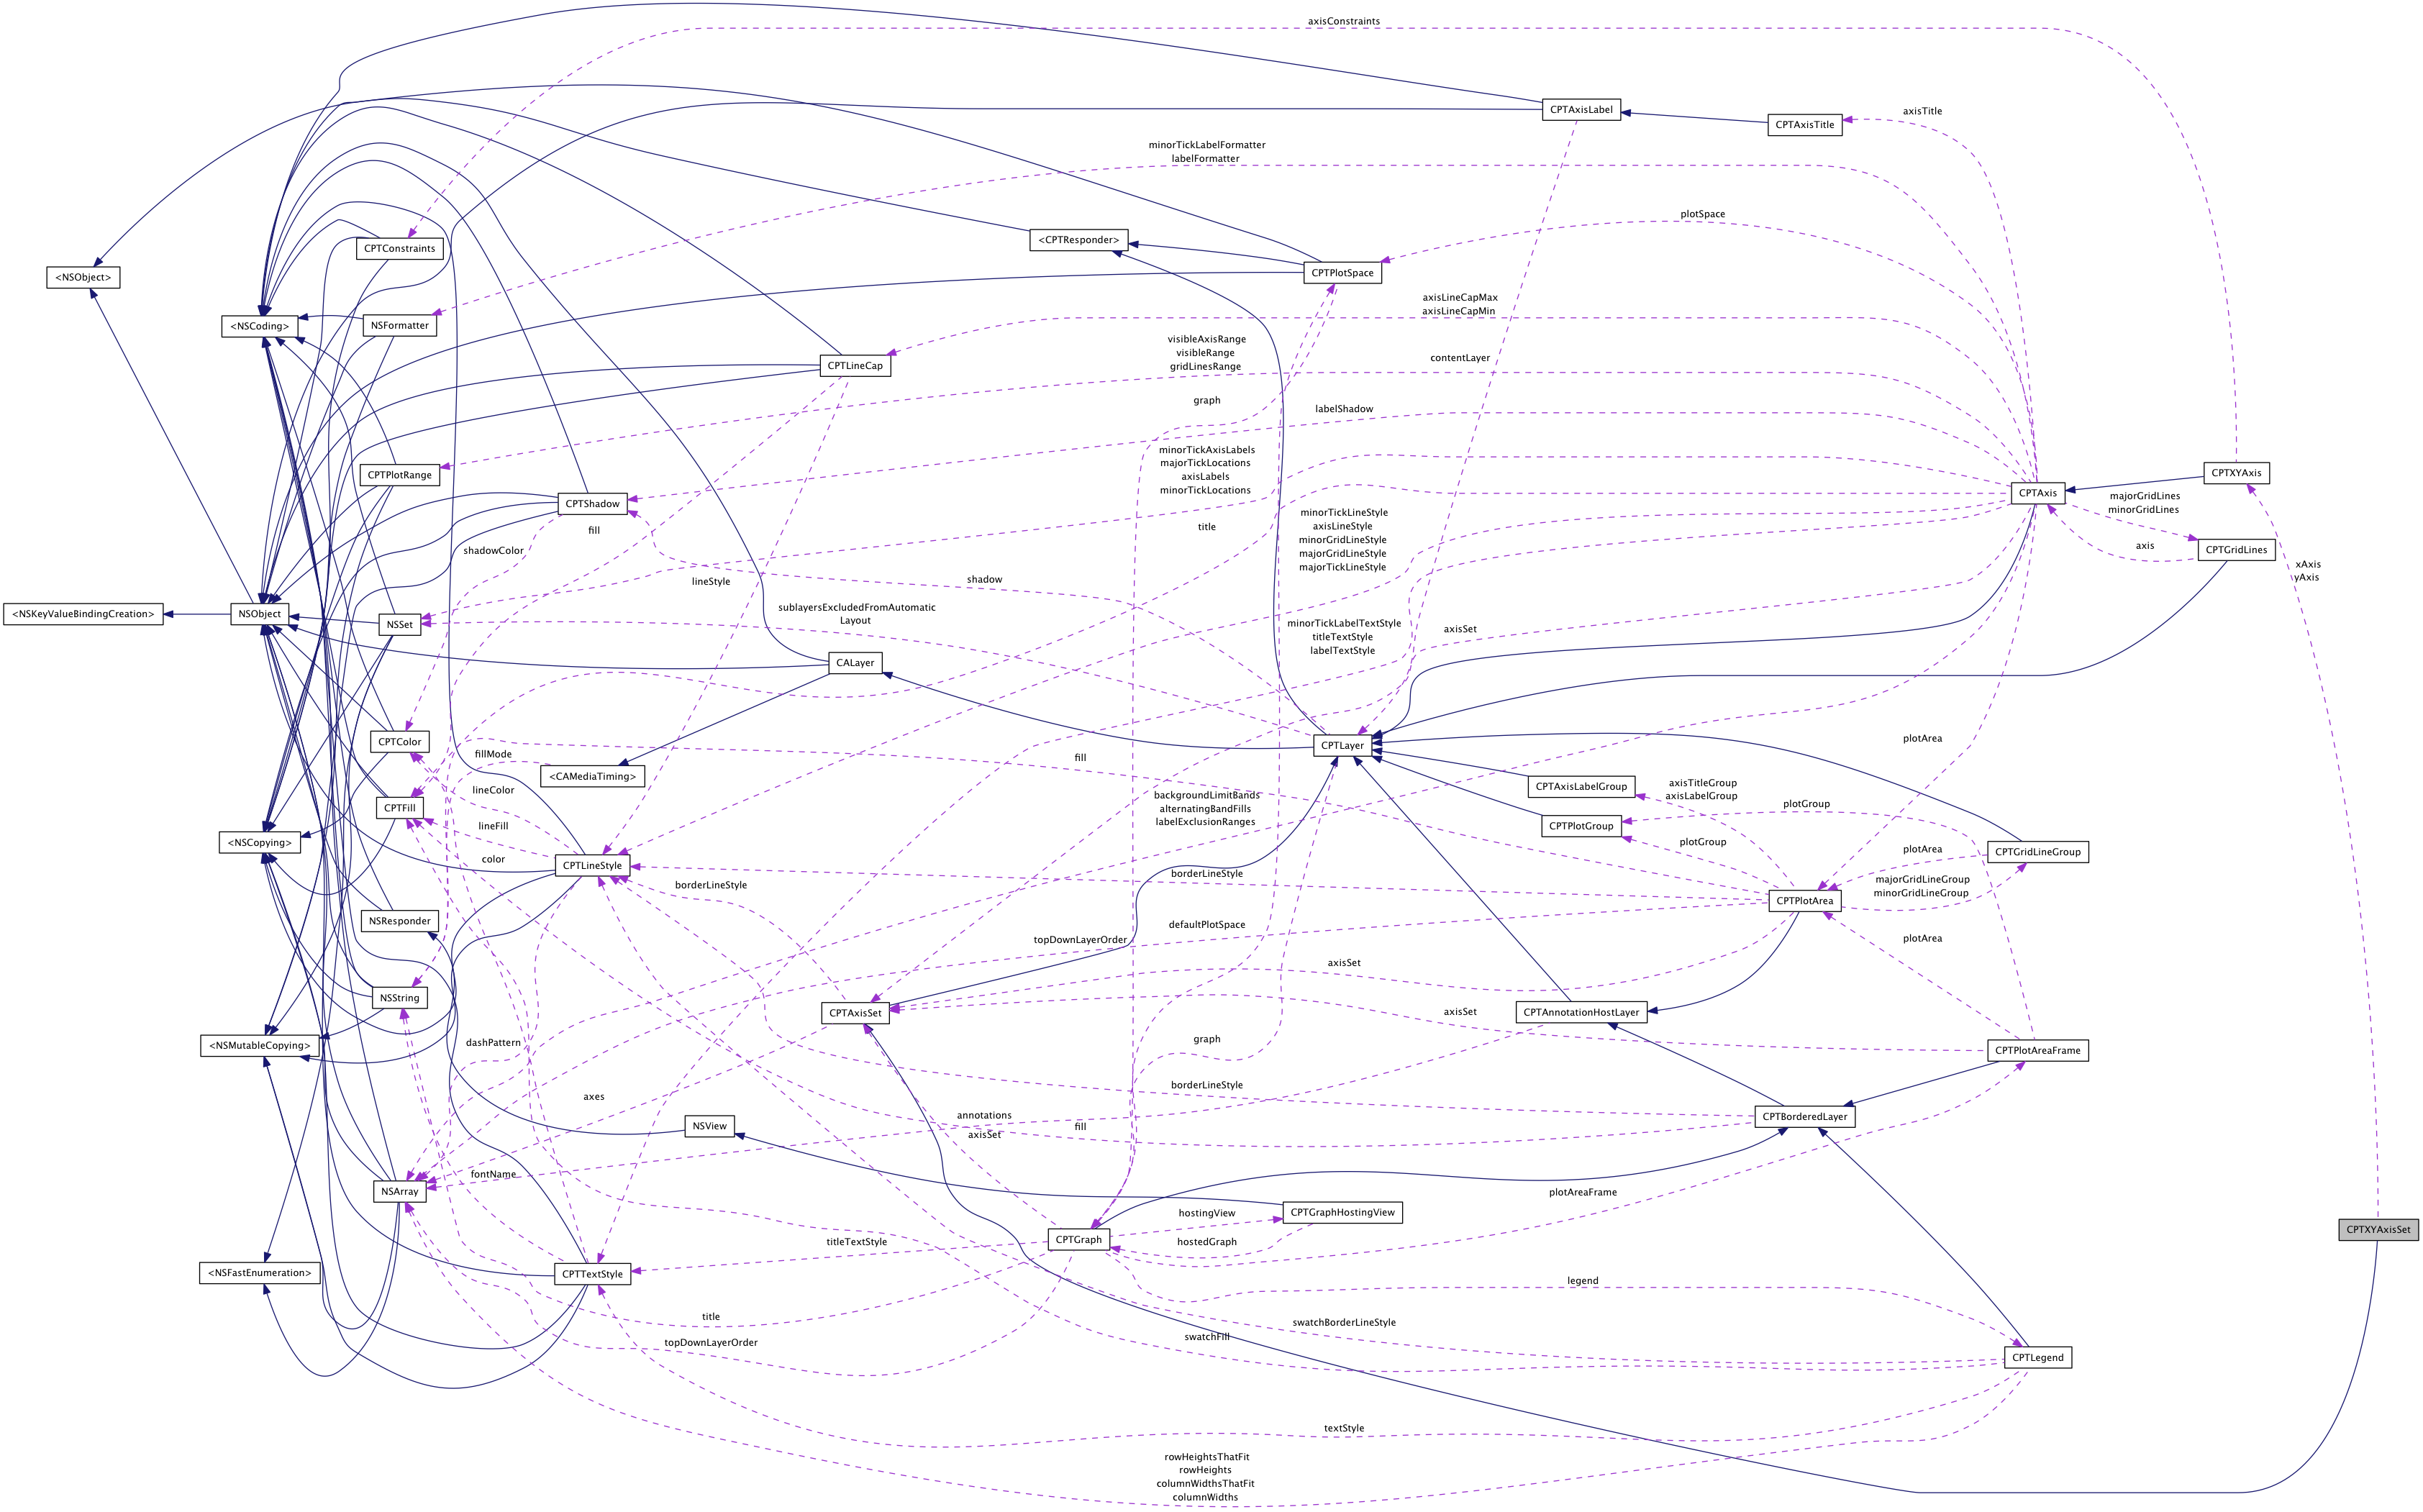 axisConstraints
CPTAxisLabel
axisTitle
CPTAxisTitle
minorTickLabelFormatter
labelFormatter
plotSpace
CPTConstraints
<CPTResponder>
<NSObject>
CPTPlotSpace
axisLineCapMax
axisLineCapMin
<NSCoding>
NSFormatter
visibleAxisRange
visibleRange
gridLinesRange
contentLayer
CPTLineCap
graph
labelShadow
minorTickAxisLabels
majorTickLocations
axisLabels
minorTickLocations
CPTPlotRange
CPTXYAxis
CPTShadow
CPTAxis
majorGridLines
minorGridLines
minorTickLineStyle
axisLineStyle
minorGridLineStyle
majorGridLineStyle
majorTickLineStyle
title
fill
shadowColor
axis
CPTGridLines
xAxis
yAxis
lineStyle
shadow
<NSKeyValueBindingCreation>
NSObject
NSSet
sublayersExcludedFromAutomatic
Layout
minorTickLabelTextStyle
titleTextStyle
labelTextStyle
axisSet
CALayer
CPTColor
fillMode
<CAMediaTiming>
CPTLayer
fill
plotArea
CPTAxisLabelGroup
axisTitleGroup
axisLabelGroup
lineColor
backgroundLimitBands
alternatingBandFills
labelExclusionRanges
CPTFill
plotGroup
CPTPlotGroup
lineFill
<NSCopying>
plotGroup
plotArea
CPTGridLineGroup
color
CPTLineStyle
borderLineStyle
borderLineStyle
majorGridLineGroup
minorGridLineGroup
CPTPlotArea
NSResponder
defaultPlotSpace
topDownLayerOrder
plotArea
axisSet
NSString
CPTAxisSet
CPTAnnotationHostLayer
axisSet
<NSMutableCopying>
dashPattern
graph
CPTPlotAreaFrame
axes
borderLineStyle
annotations
CPTBorderedLayer
NSView
fill
axisSet
fontName
NSArray
plotAreaFrame
hostingView
CPTGraphHostingView
CPTXYAxisSet
titleTextStyle
CPTGraph
hostedGraph
<NSFastEnumeration>
CPTTextStyle
legend
title
swatchBorderLineStyle
swatchFill
topDownLayerOrder
CPTLegend
textStyle
rowHeightsThatFit
rowHeights
columnWidthsThatFit
columnWidths